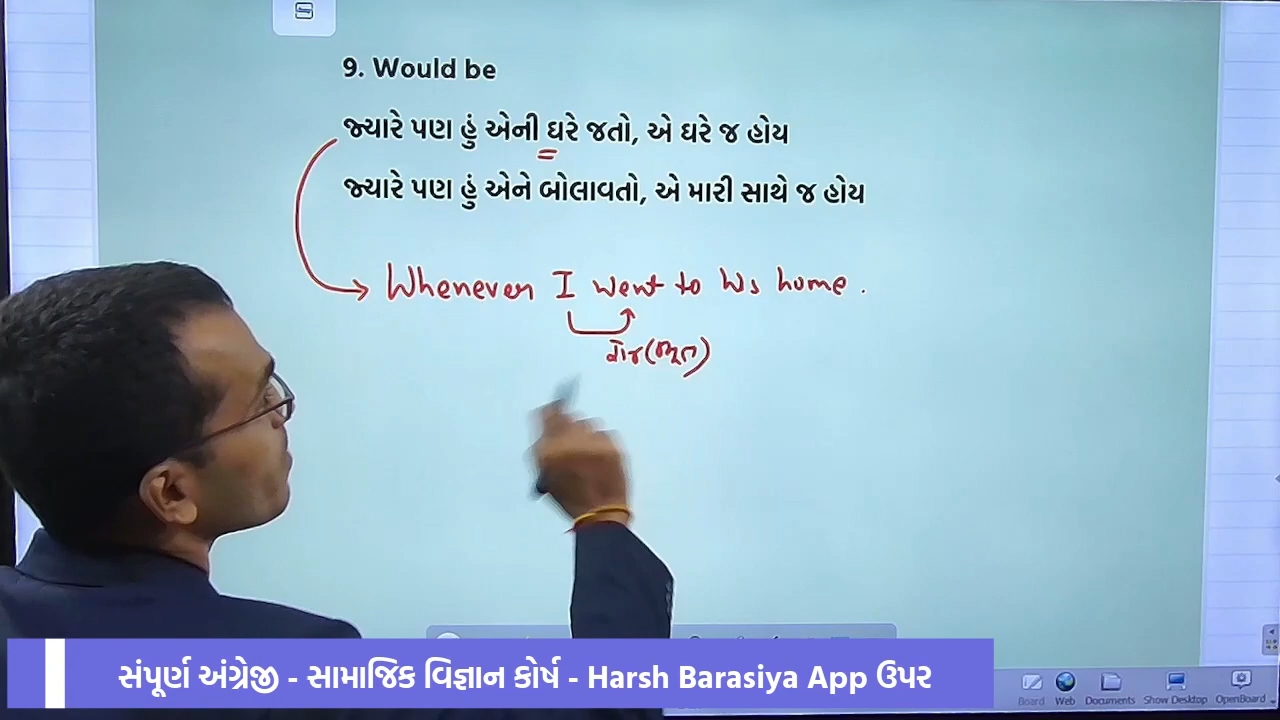 9. Would be
જ્યારે પણ હું એની ઘરે જતો, એ ઘરે જ હોય
જ્યારે પણ હું એને બોલાવતો, એ મારી સાથે જ હોય
Whenever I went to his home .
રોજ(ભૂત)
સંપૂર્ણ અંગ્રેજી - સામાજિક વિજ્ઞાન કોર્ષ - Harsh Barasiya App ઉપર
Board Web Documents Show Desktop OpenBoard